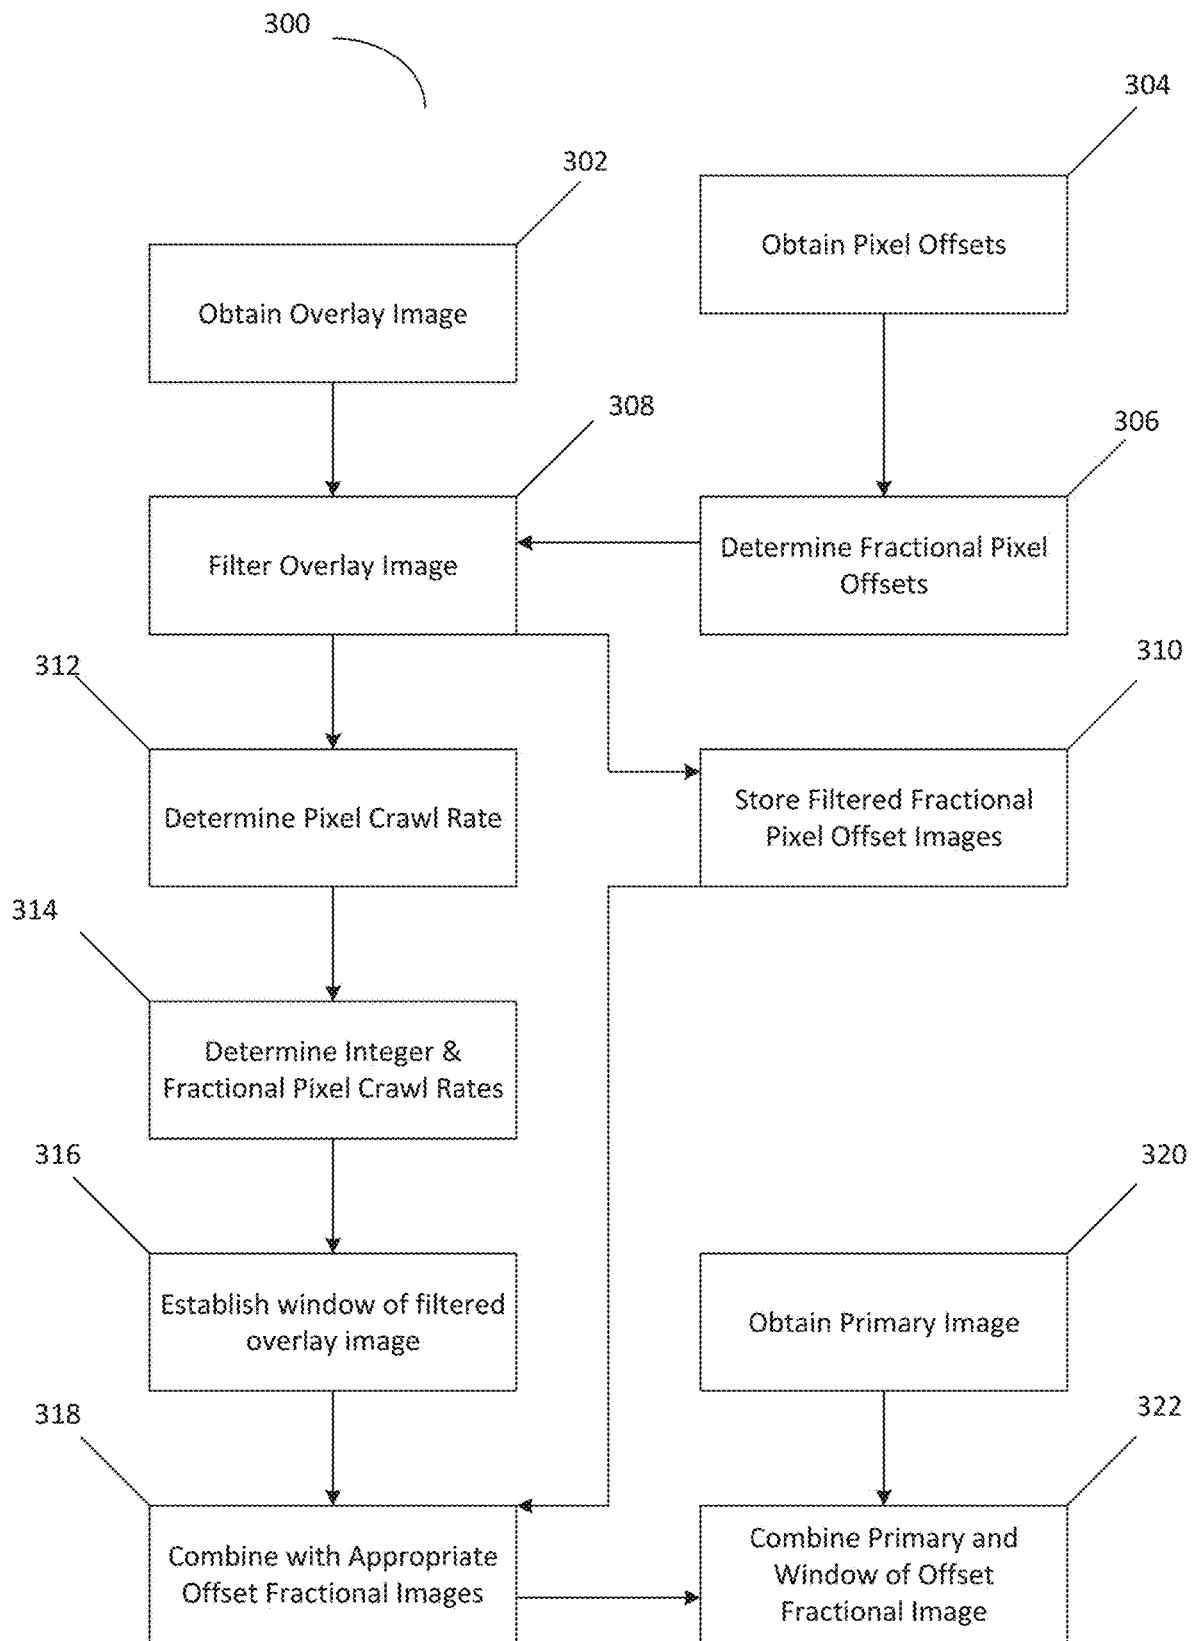 300
304
302
Obtain Pixel Offsets
Obtain Overlay Image
308
306
Filter Overlay Image
Determine Fractional Pixel
Offsets
312
310
Determine Pixel Crawl Rate
Store Filtered Fractional
Pixel Offset Images
314
Determine Integer &
Fractional Pixel Crawl Rates
316
320
Establish window of filtered
overlay image
Obtain Primary Image
318
322
Combine with Appropriate
Offset Fractional Images
Combine Primary and
Window of Offset
Fractional Image